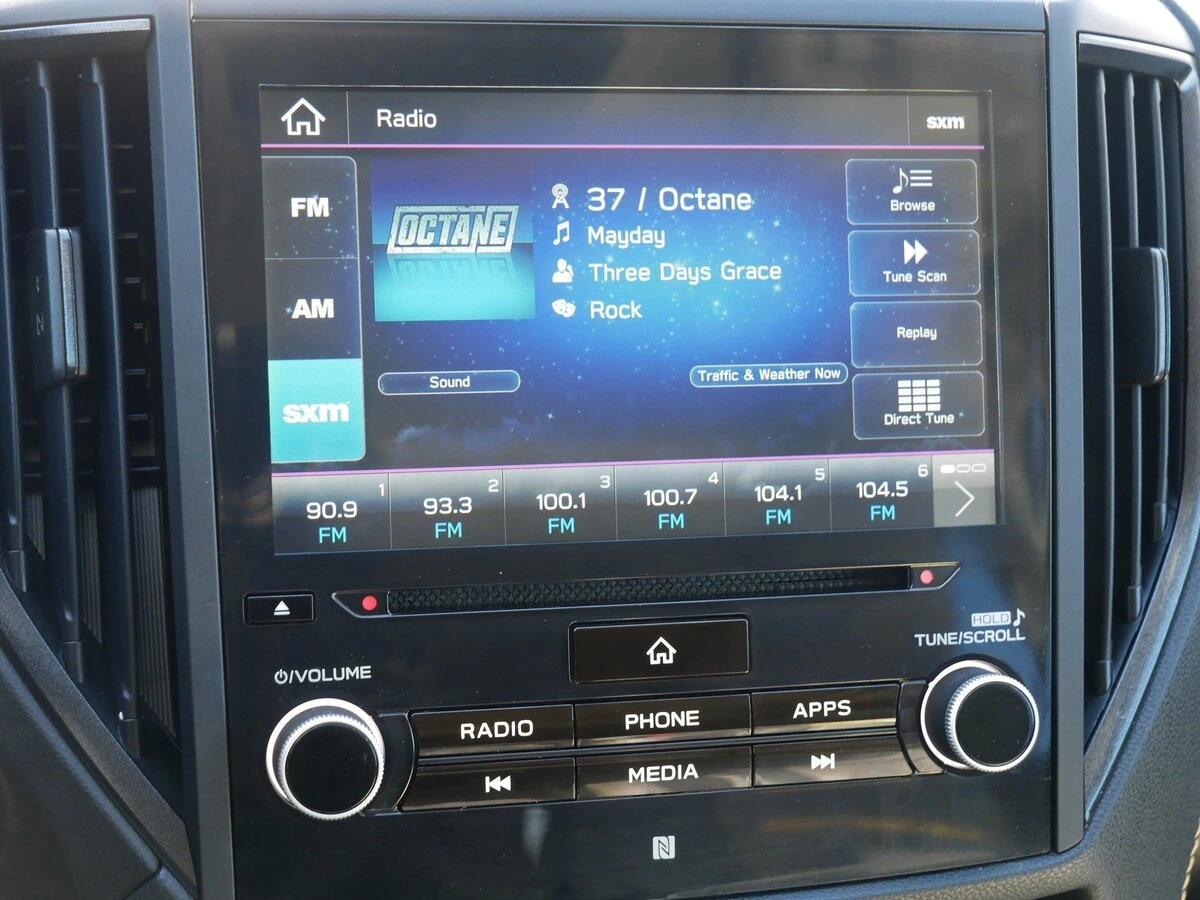 Radio
sxm
FM
AM
sxm
OCTANE
37 / Octane
Mayday
Three Days Grace
Rock
Sound
Traffic & Weather Now
Browse
Tune Scan
Replay
Direct Tune
1 90.9 FM
2 93.3 FM
3 100.1 FM
4 100.7 FM
5 104.1 FM
6 104.5 FM
HOLD
TUNE/SCROLL
/VOLUME
RADIO
PHONE
APPS
MEDIA
N